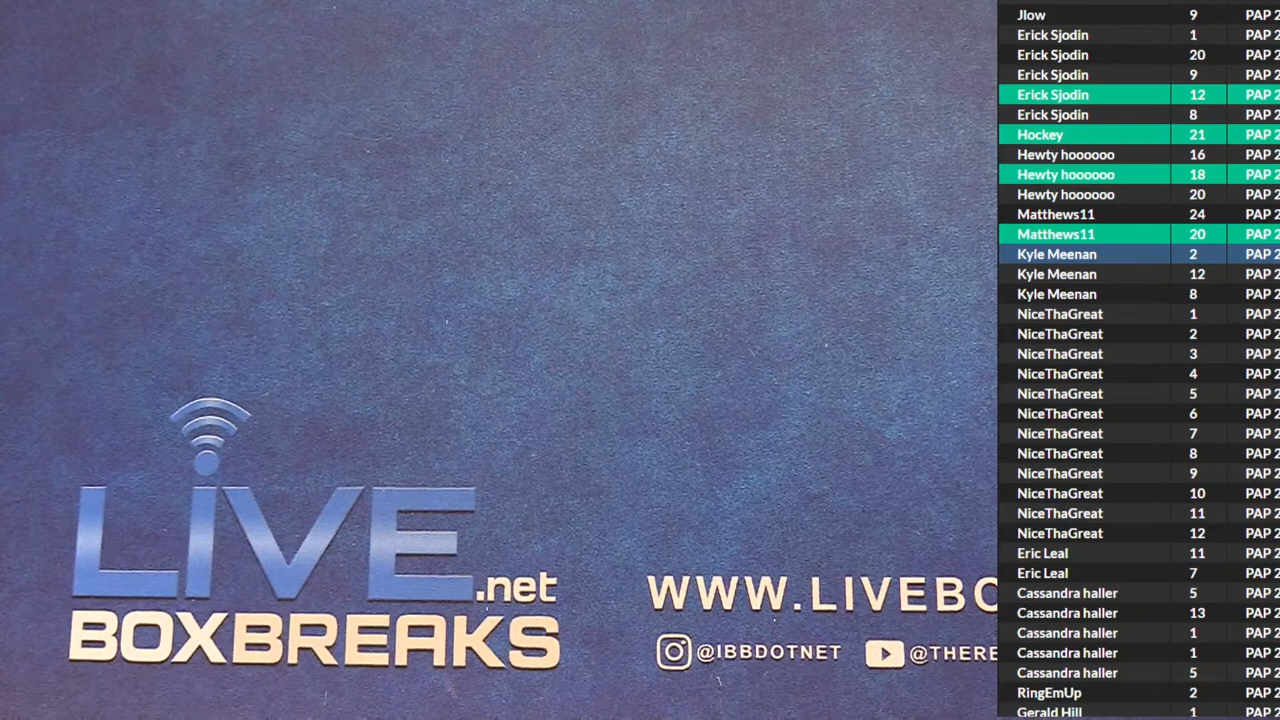 LIVE.net
BOXBREAKS
WWW.LIVEBO
@IBBDOTNET @THERE
Jlow 9 PAP 2
Erick Sjodin 1 PAP 2
Erick Sjodin 20 PAP 2
Erick Sjodin 9 PAP 2
Erick Sjodin 12 PAP 2
Erick Sjodin 8 PAP 2
Hockey 21 PAP 2
Hewty hoooooo 16 PAP 2
Hewty hoooooo 18 PAP 2
Hewty hoooooo 20 PAP 2
Matthews11 24 PAP 2
Matthews11 20 PAP 2
Kyle Meenan 2 PAP 2
Kyle Meenan 12 PAP 2
Kyle Meenan 8 PAP 2
NiceThaGreat 1 PAP 2
NiceThaGreat 2 PAP 2
NiceThaGreat 3 PAP 2
NiceThaGreat 4 PAP 2
NiceThaGreat 5 PAP 2
NiceThaGreat 6 PAP 2
NiceThaGreat 7 PAP 2
NiceThaGreat 8 PAP 2
NiceThaGreat 9 PAP 2
NiceThaGreat 10 PAP 2
NiceThaGreat 11 PAP 2
NiceThaGreat 12 PAP 2
Eric Leal 11 PAP 2
Eric Leal 7 PAP 2
Cassandra haller 5 PAP 2
Cassandra haller 13 PAP 2
Cassandra haller 1 PAP 2
Cassandra haller 1 PAP 2
Cassandra haller 5 PAP 2
RingEmUp 2 PAP 2
Gerald Hill 1 PAP 2